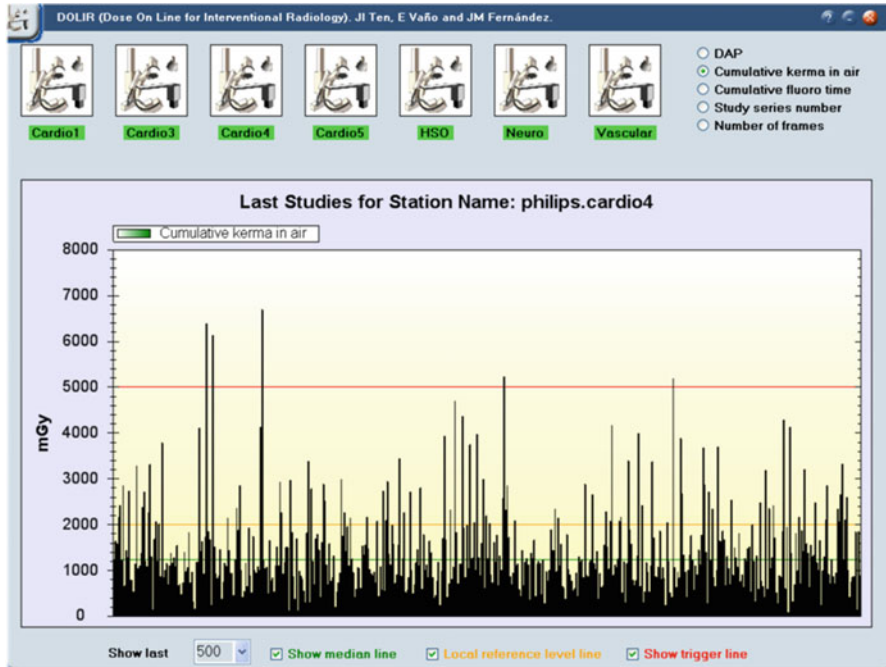 DOLIR (Dose On Line for Interventional Radiology). JI Ten, E Vaño and JM Fernández.
Cardio1 Cardio3 Cardio4 Cardio5 HSO Neuro Vascular
DAP
Cumulative kerma in air
Cumulative fluoro time
Study series number
Number of frames
Last Studies for Station Name: philips.cardio4
Cumulative kerma in air
8000
7000
6000
5000
4000
3000
2000
1000
0
mGy
Show last 500 Show median line Local reference level line Show trigger line